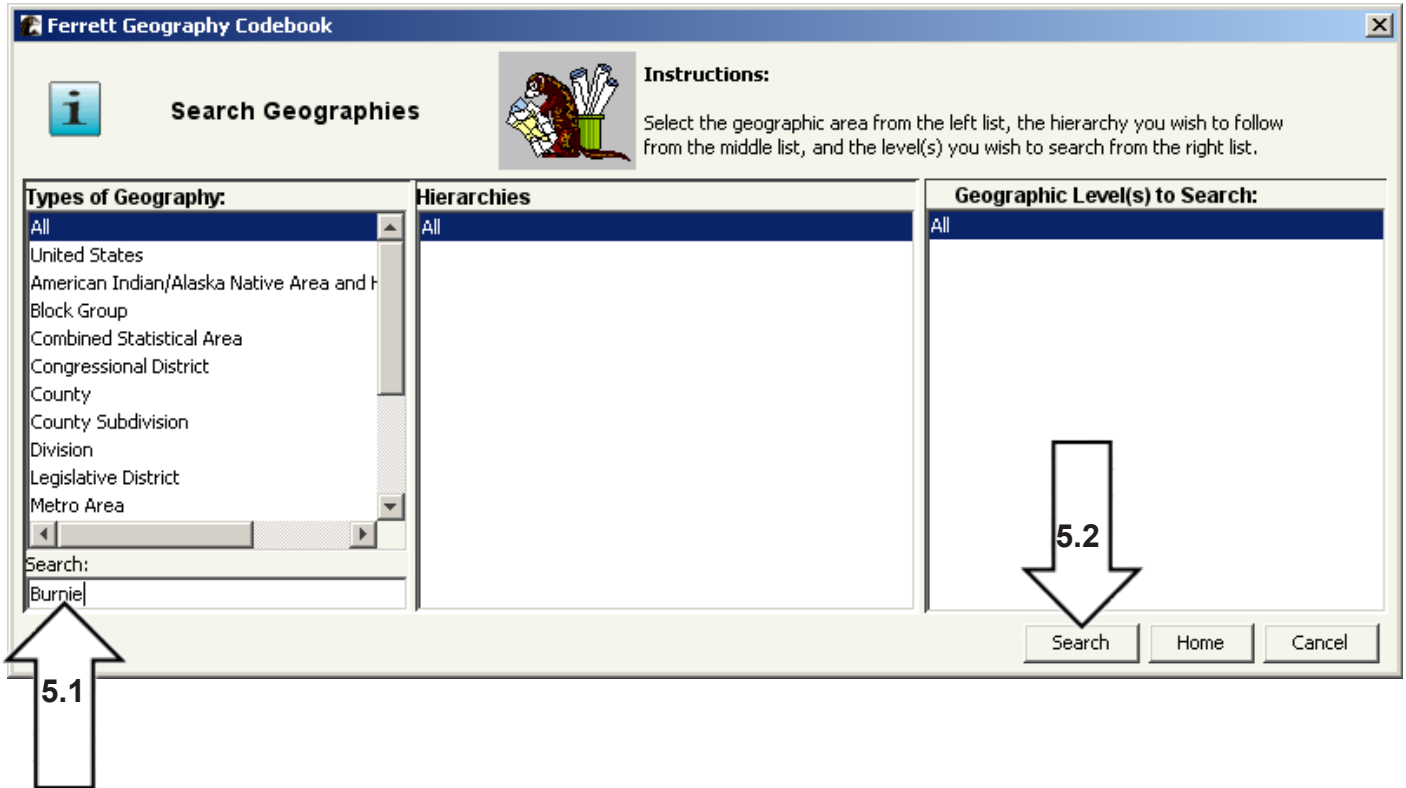 Ferrett Geography Codebook
Search Geographies
Instructions:
Select the geographic area from the left list, the hierarchy you wish to follow
from the middle list, and the level(s) you wish to search from the right list.
Types of Geography:
All
United States
American Indian/Alaska Native Area and H
Block Group
Combined Statistical Area
Congressional District
County
County Subdivision
Division
Legislative District
Metro Area
Search:
Burnie
Hierarchies
All
Geographic Level(s) to Search:
All
5.2
Search Home Cancel
5.1